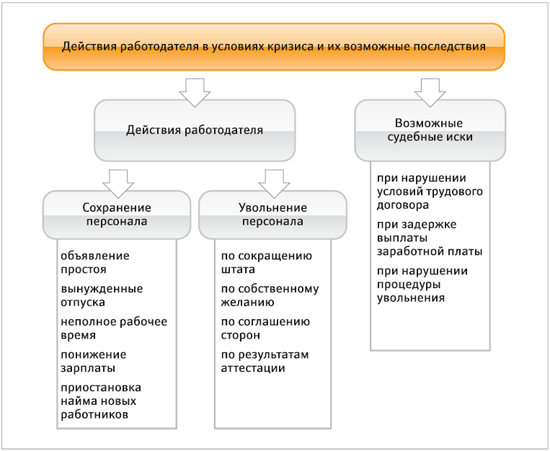 Действия работодателя в условиях кризиса и их возможные последствия
Действия работодателя
Возможные
судебные иски
при нарушении
условий трудового
договора
при задержке
выплаты
заработной платы
при нарушении
процедуры
увольнения
Сохранение
персонала
объявление
простоя
вынужденные
отпуска
неполное рабочее
время
понижение
зарплаты
приостановка
найма новых
работников
Увольнение
персонала
по сокращению
штата
по собственному
желанию
по соглашению
сторон
по результатам
аттестации